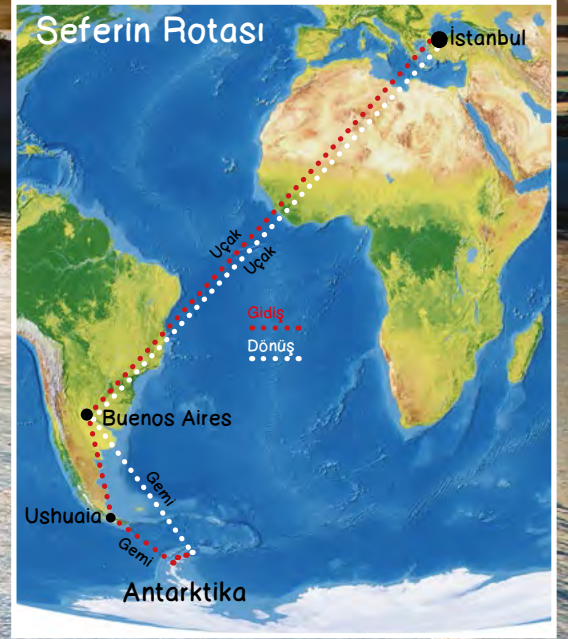 Seferin Rotası
İstanbul
Uçak
Uçak
Gidiş
Dönüş
Buenos Aires
Gemi
Ushuaia
Gemi
Antarktika